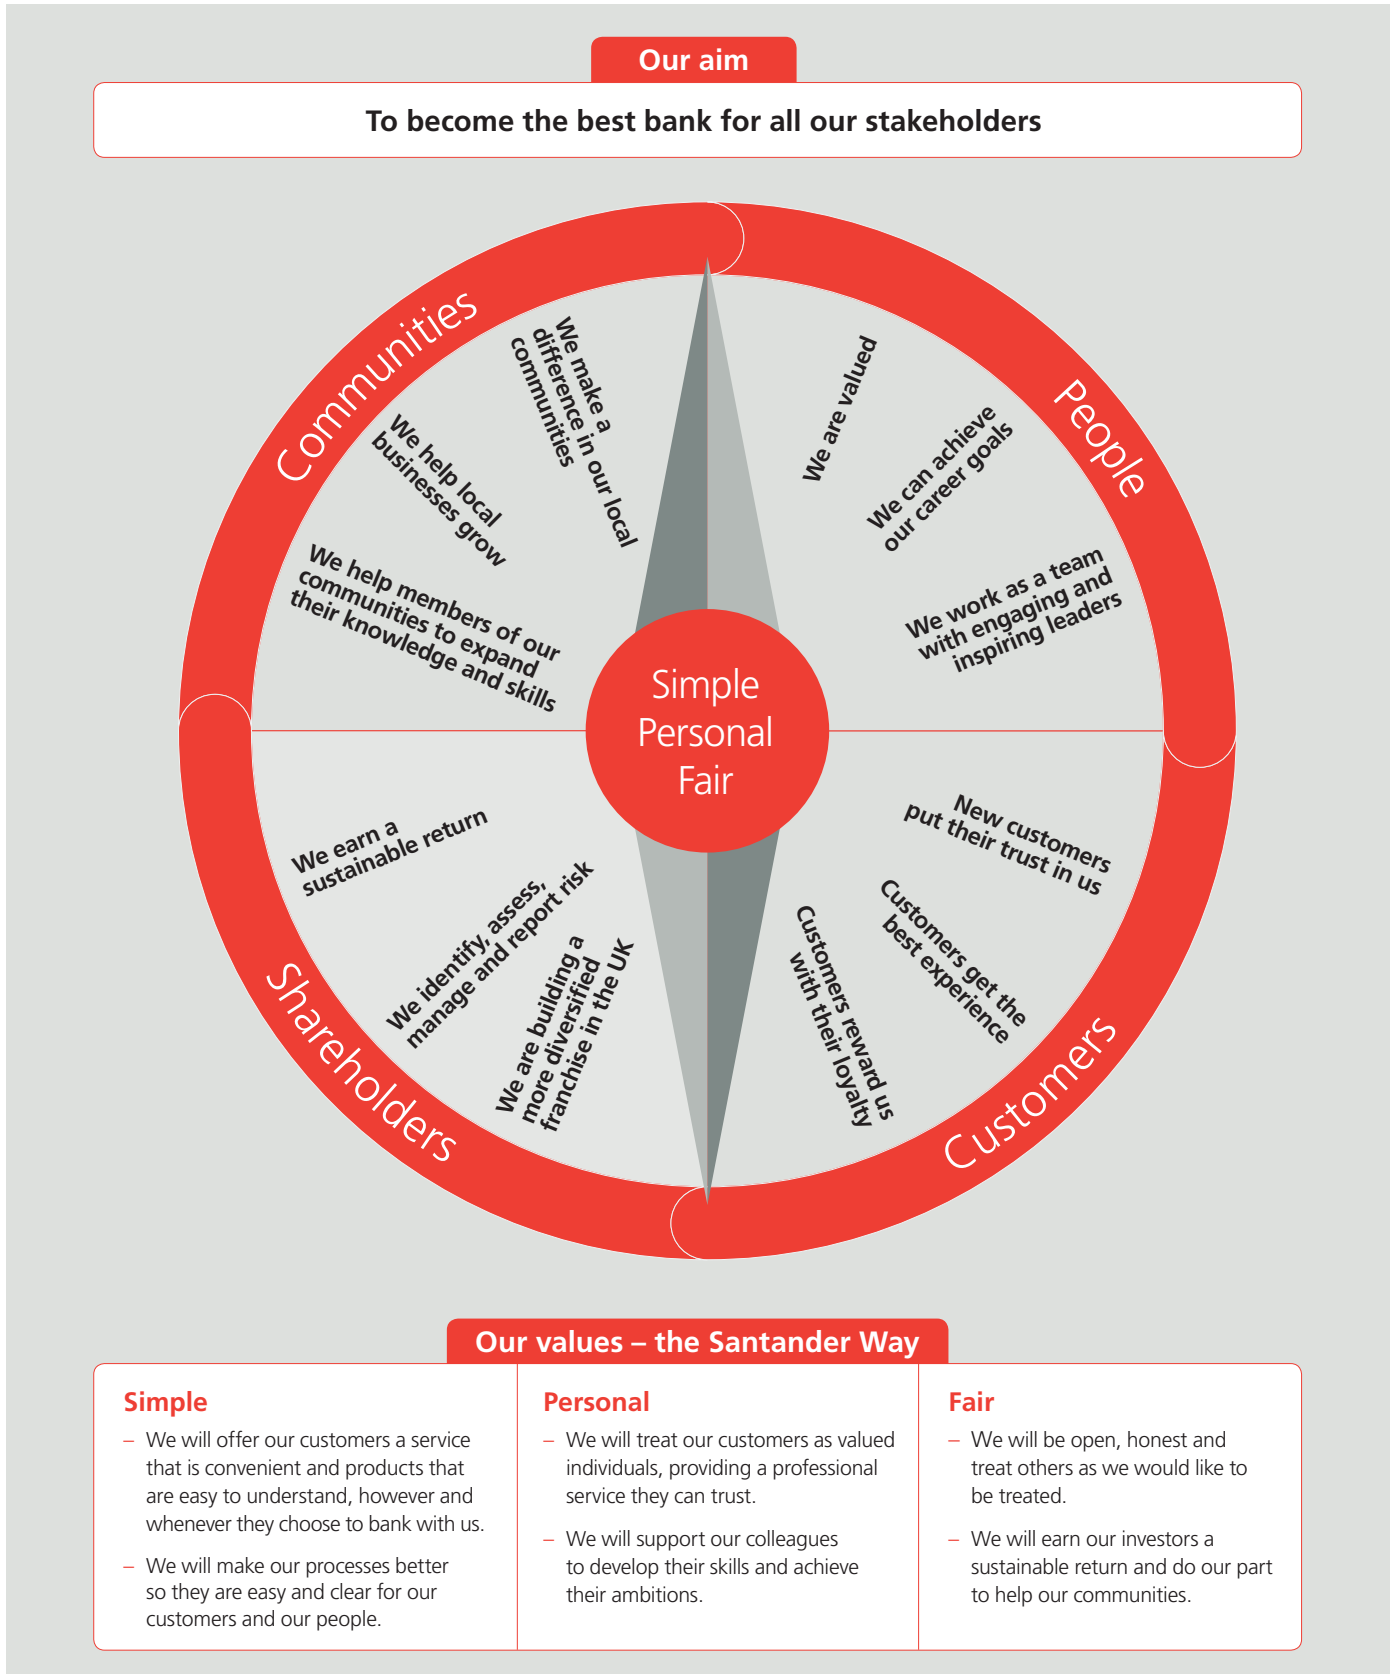 Our aim
To become the best bank for all our stakeholders
Communities
We make a
difference in our local
communities
We help local
businesses grow
We help members of our
communities to expand
their knowledge and skills
People
We are valued
We can achieve
our career goals
We work as a team
with engaging and
inspiring leaders
Simple
Personal
Fair
Shareholders
We earn a
sustainable return
We identify, assess,
manage and report risk
We are building a
more diversified
franchise in the UK
Customers
New customers
put their trust in us
Customers get the
best experience
Customers reward us
with their loyalty
Our values – the Santander Way
Simple
– We will offer our customers a service
that is convenient and products that
are easy to understand, however and
whenever they choose to bank with us.
– We will make our processes better
so they are easy and clear for our
customers and our people.
Personal
– We will treat our customers as valued
individuals, providing a professional
service they can trust.
– We will support our colleagues
to develop their skills and achieve
their ambitions.
Fair
– We will be open, honest and
treat others as we would like to
be treated.
– We will earn our investors a
sustainable return and do our part
to help our communities.